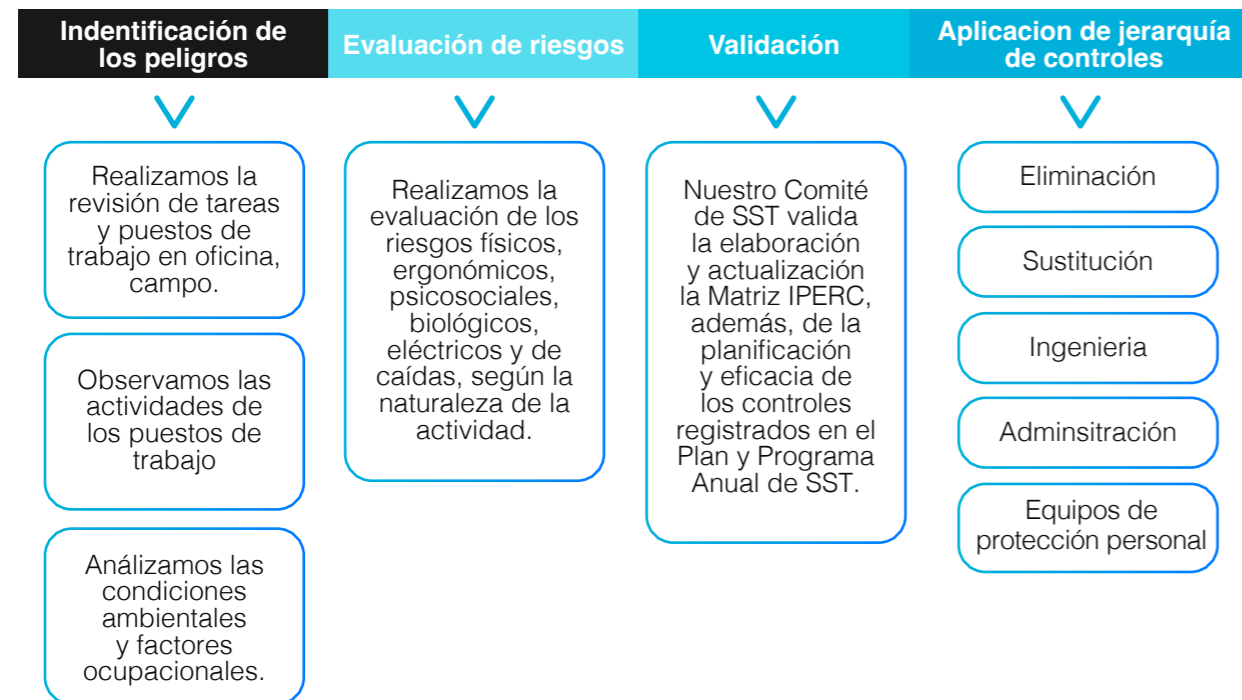 Indentificación de
los peligros
Realizamos la
revisión de tareas
y puestos de
trabajo en oficina,
campo.
Observamos las
actividades de
los puestos de
trabajo
Análizamos las
condiciones
ambientales
y factores
ocupacionales.
Evaluación de riesgos
Realizamos la
evaluación de los
riesgos físicos,
ergonómicos,
psicosociales,
biológicos,
eléctricos y de
caídas, según la
naturaleza de la
actividad.
Validación
Nuestro Comité
de SST valida
la elaboración
y actualización
la Matriz IPERC,
además, de la
planificación
y eficacia de
los controles
registrados en el
Plan y Programa
Anual de SST.
Aplicacion de jerarquía
de controles
Eliminación
Sustitución
Ingenieria
Adminsitración
Equipos de
protección personal